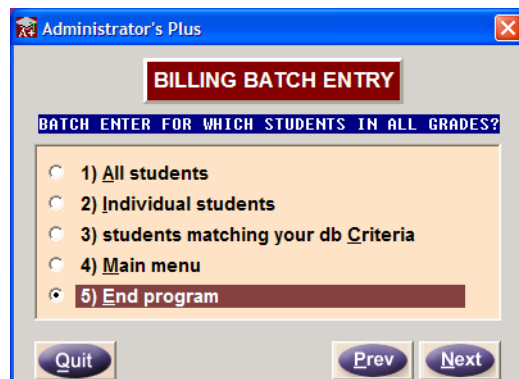 Administrator's Plus
BILLING BATCH ENTRY
BATCH ENTER FOR WHICH STUDENTS IN ALL GRADES?
1) All students
2) Individual students
3) students matching your db Criteria
4) Main menu
5) End program
Quit Prev Next